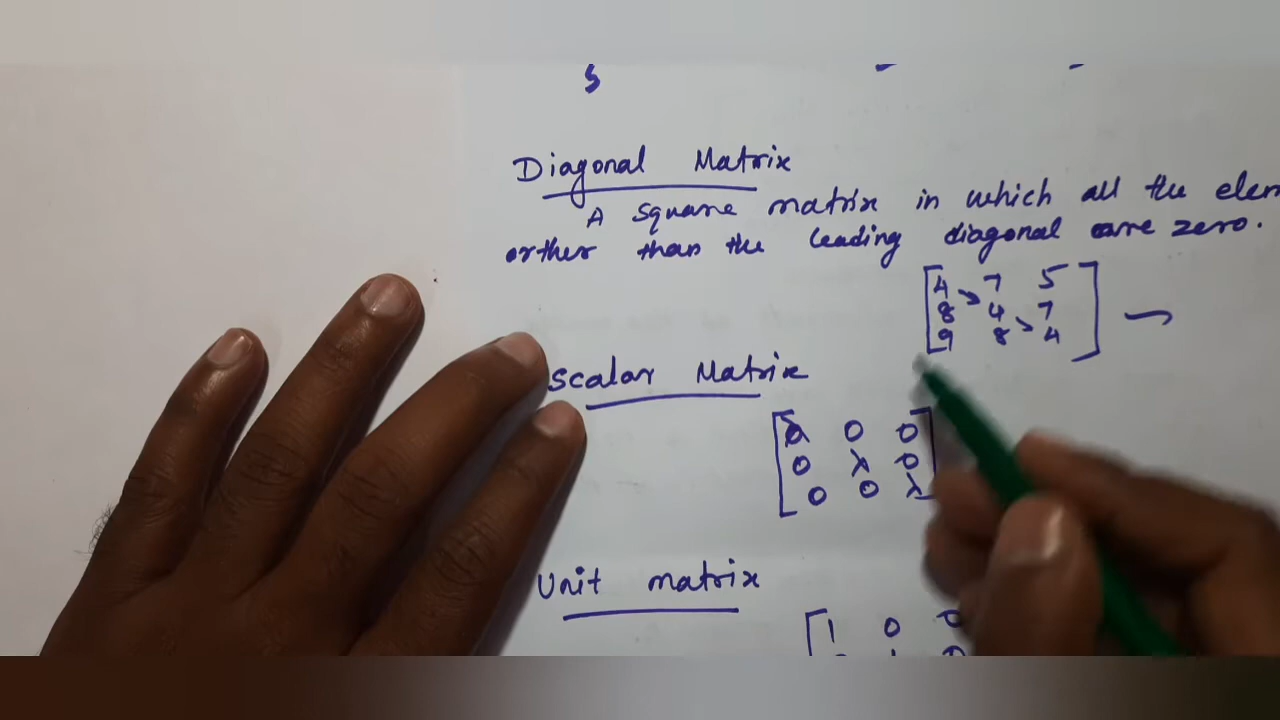 Diagonal Matrix
A square matrix in which all the elem
orther than the leading diagonal are zero.
4 7 5
8 4 7
9 8 4
Scalar Matrix
0 0
0 λ 0
0 0 λ
Unit matrix
1 0 0